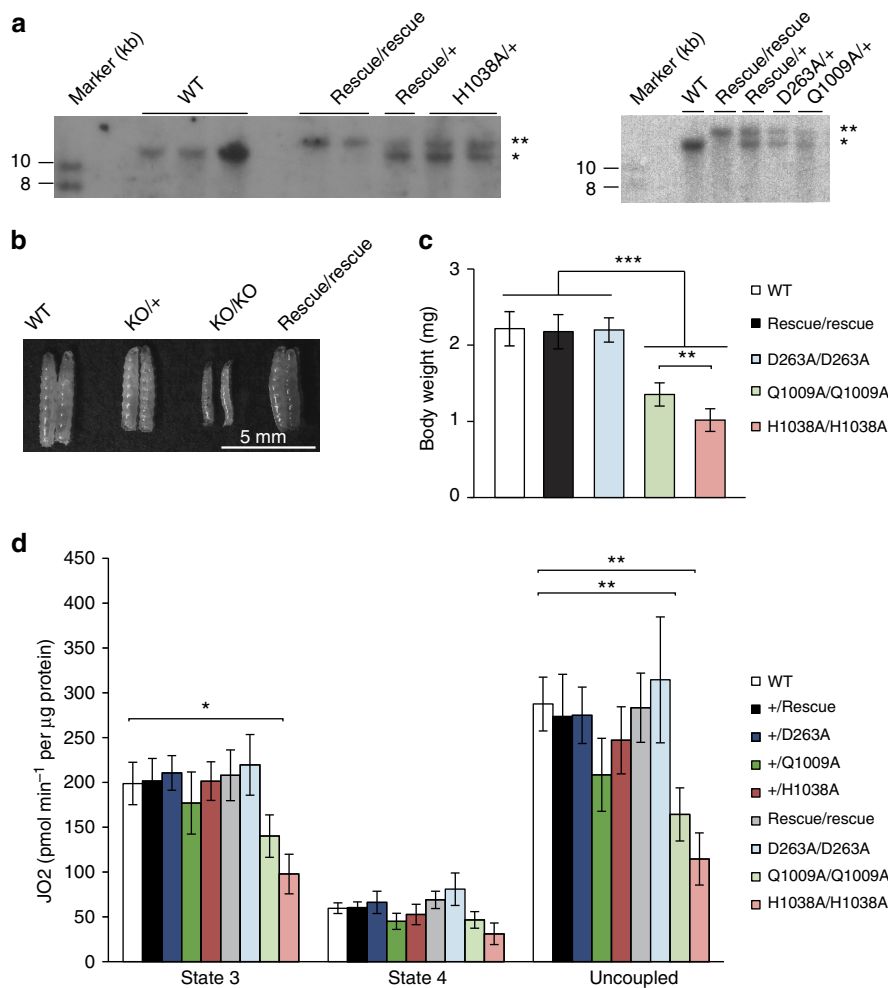 a
Marker (kb)
WT
Rescue/rescue
Rescue/+
H1038A/+
10
8
**
*
Marker (kb)
WT
Rescue/rescue
Rescue/+
D263A/+
Q1009A/+
10
8
**
*
b
WT
KO/+
KO/KO
Rescue/rescue
5 mm
c
Body weight (mg)
3
2
1
0
***
**
WT
Rescue/rescue
D263A/D263A
Q1009A/Q1009A
H1038A/H1038A
d
JO2 (pmol min⁻¹ per µg protein)
450
400
350
300
250
200
150
100
50
0
*
**
**
State 3
State 4
Uncoupled
WT
+/Rescue
+/D263A
+/Q1009A
+/H1038A
Rescue/rescue
D263A/D263A
Q1009A/Q1009A
H1038A/H1038A